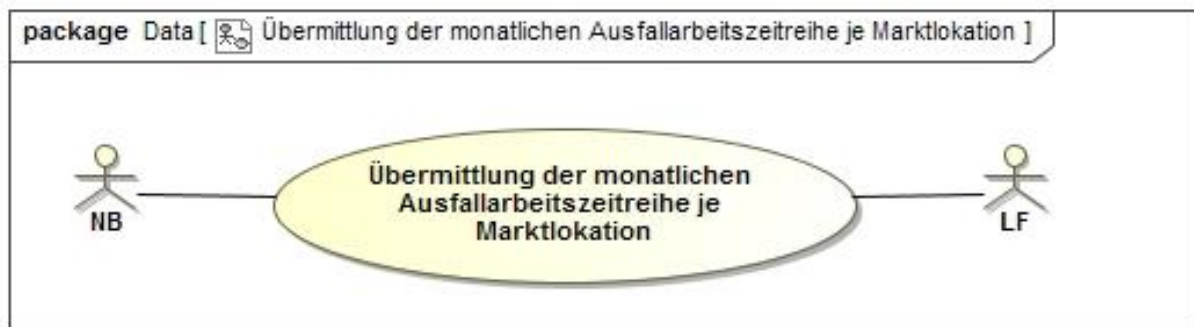 package Data [ Übermittlung der monatlichen Ausfallarbeitszeitreihe je Marktlokation ]
Übermittlung der monatlichen
Ausfallarbeitszeitreihe je
Marktlokation
NB
LF